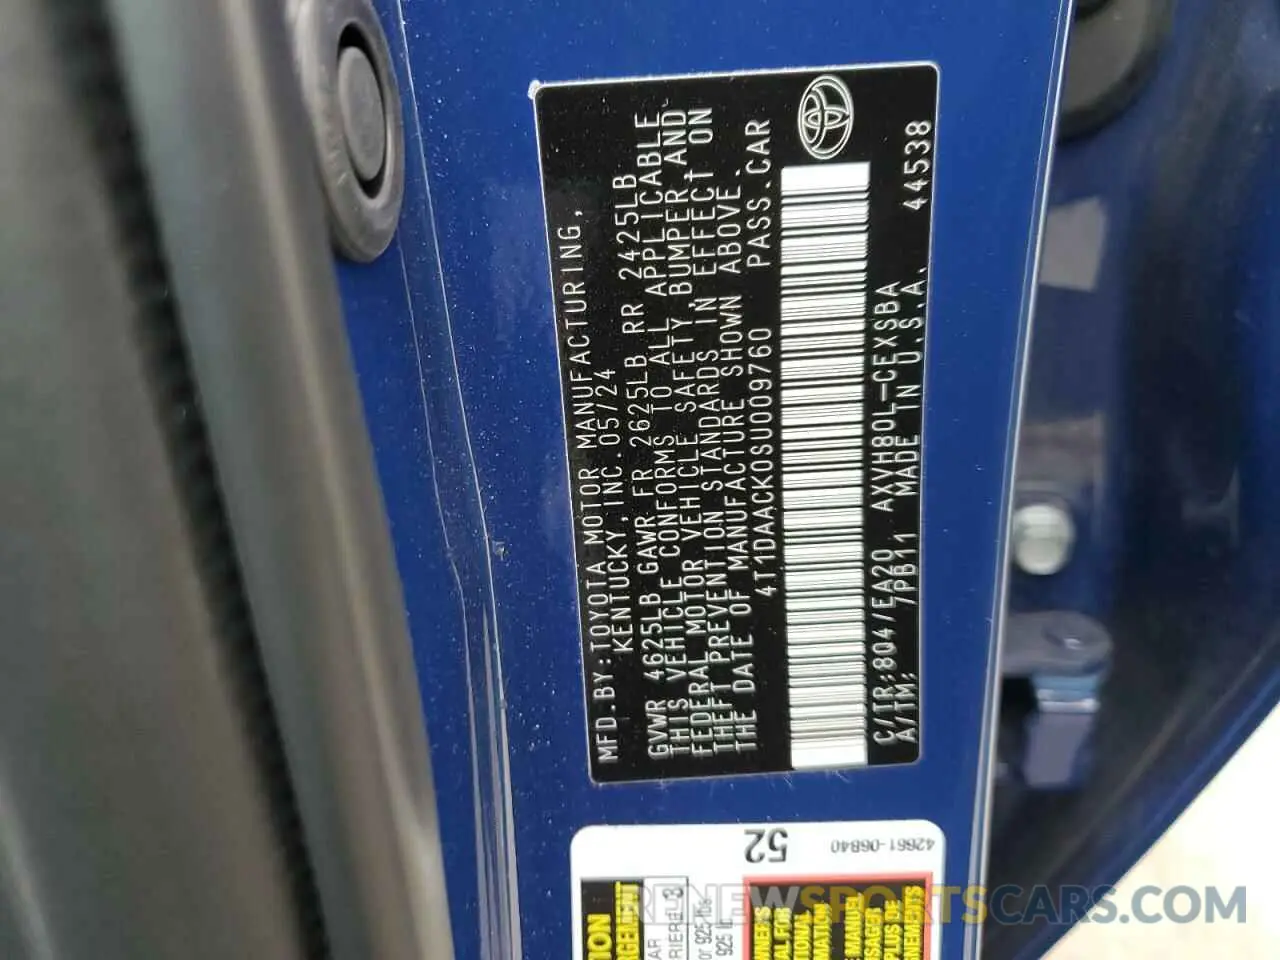 MFD.BY:TOYOTA MOTOR MANUFACTURING,
KENTUCKY, INC. 05/24
GVWR 4625LB GAWR FR 2625LB RR 2425LB
THIS VEHICLE CONFORMS TO ALL APPLICABLE
FEDERAL MOTOR VEHICLE SAFETY, BUMPER AND
THEFT PREVENTION STANDARDS IN EFFECT ON
THE DATE OF MANUFACTURE SHOWN ABOVE.
4T1DAACK0SU009760 PASS.CAR
C/TR:804/EA20 AXVH80L-CEXSBA
A/TM: /PB11 MADE IN U.S.A. 44538
52
42661-06840
RENEWSPORTSCARS.COM